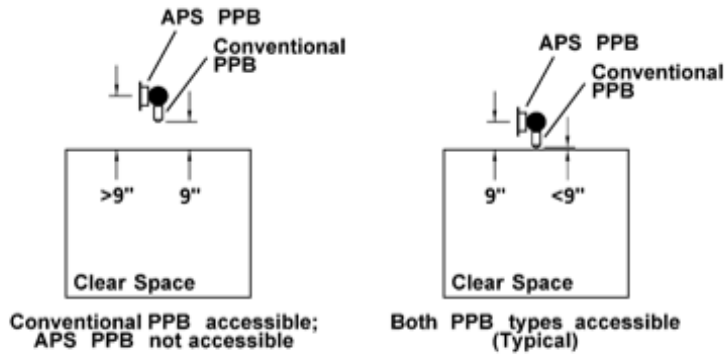 APS PPB
Conventional
PPB
>9"
9"
Clear Space
Conventional PPB accessible;
APS PPB not accessible
APS PPB
Conventional
PPB
9"
<9"
Clear Space
Both PPB types accessible
(Typical)